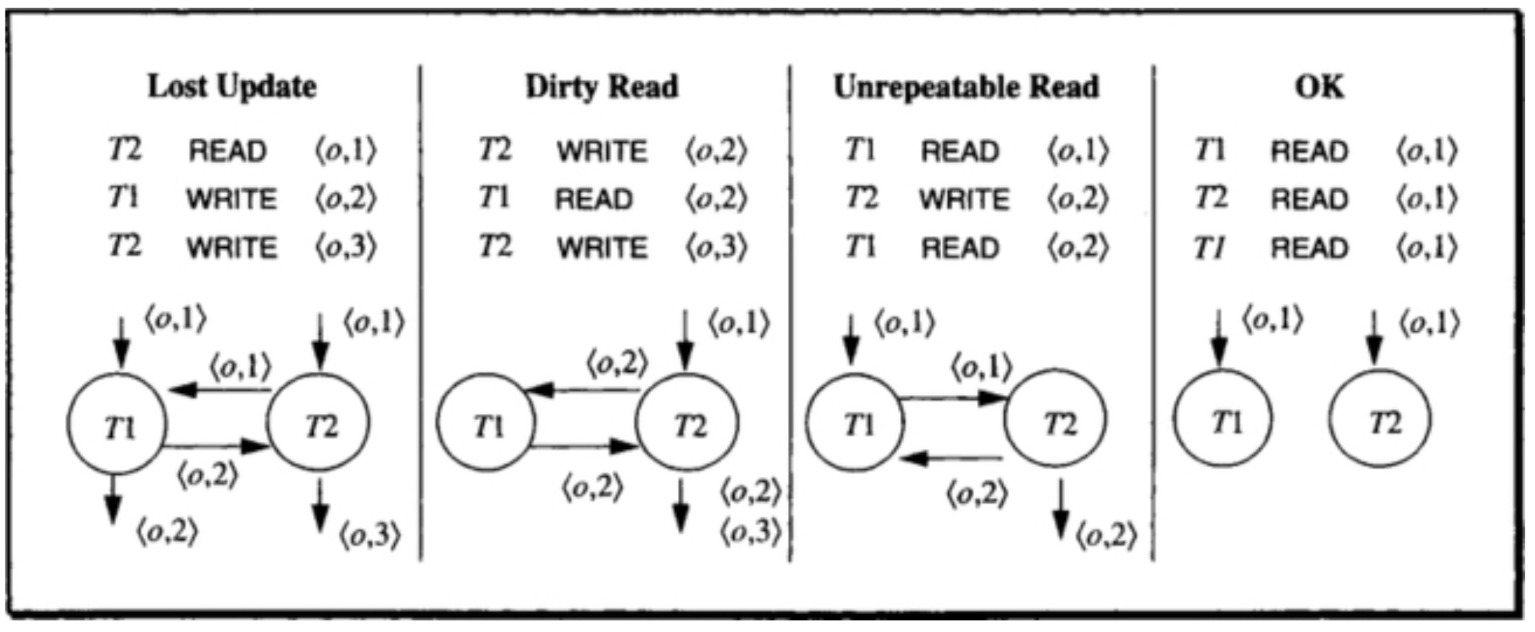 Lost Update
T2 READ ⟨o,1⟩
T1 WRITE ⟨o,2⟩
T2 WRITE ⟨o,3⟩
⟨o,1⟩ ⟨o,1⟩
⟨o,1⟩
T1 T2
⟨o,2⟩
⟨o,2⟩ ⟨o,3⟩
Dirty Read
T2 WRITE ⟨o,2⟩
T1 READ ⟨o,2⟩
T2 WRITE ⟨o,3⟩
⟨o,1⟩
⟨o,2⟩
T1 T2
⟨o,2⟩ ⟨o,2⟩
⟨o,3⟩
Unrepeatable Read
T1 READ ⟨o,1⟩
T2 WRITE ⟨o,2⟩
T1 READ ⟨o,2⟩
⟨o,1⟩
⟨o,1⟩
T1 T2
⟨o,2⟩
⟨o,2⟩
OK
T1 READ ⟨o,1⟩
T2 READ ⟨o,1⟩
T1 READ ⟨o,1⟩
⟨o,1⟩ ⟨o,1⟩
T1 T2